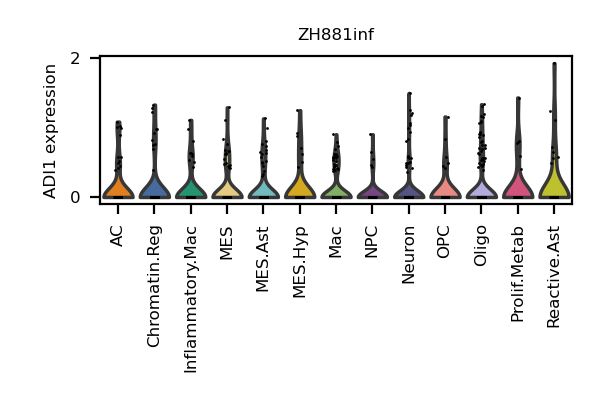 ZH881inf
ADI1 expression
2
0
AC
Chromatin.Reg
Inflammatory.Mac
MES
MES.Ast
MES.Hyp
Mac
NPC
Neuron
OPC
Oligo
Prolif.Metab
Reactive.Ast